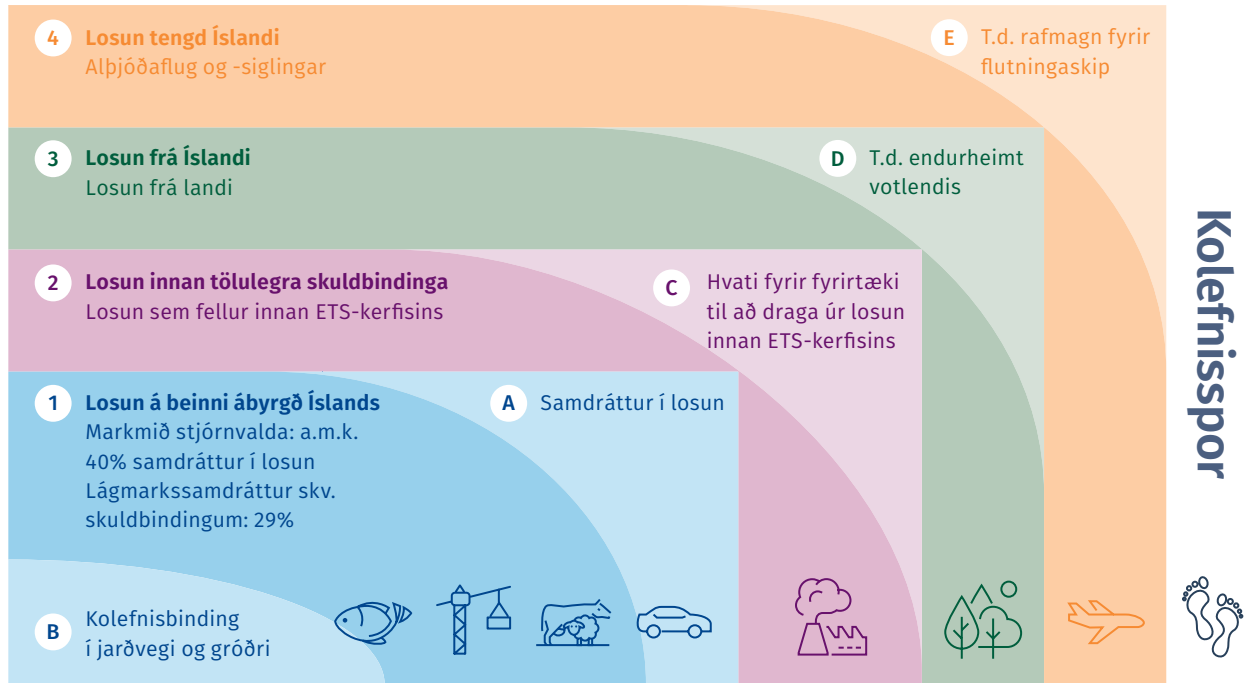 4 Losun tengd Íslandi
Alþjóðaflug og -siglingar
E T.d. rafmagn fyrir
flutningaskip
3 Losun frá Íslandi
Losun frá landi
D T.d. endurheimt
votlendis
2 Losun innan tölulegra skuldbindinga
Losun sem fellur innan ETS-kerfisins
C Hvati fyrir fyrirtæki
til að draga úr losun
innan ETS-kerfisins
1 Losun á beinni ábyrgð Íslands
Markmið stjórnvalda: a.m.k.
40% samdráttur í losun
Lágmarkssamdráttur skv.
skuldbindingum: 29%
A Samdráttur í losun
B Kolefnisbinding
í jarðvegi og gróðri
Kolefnisspor